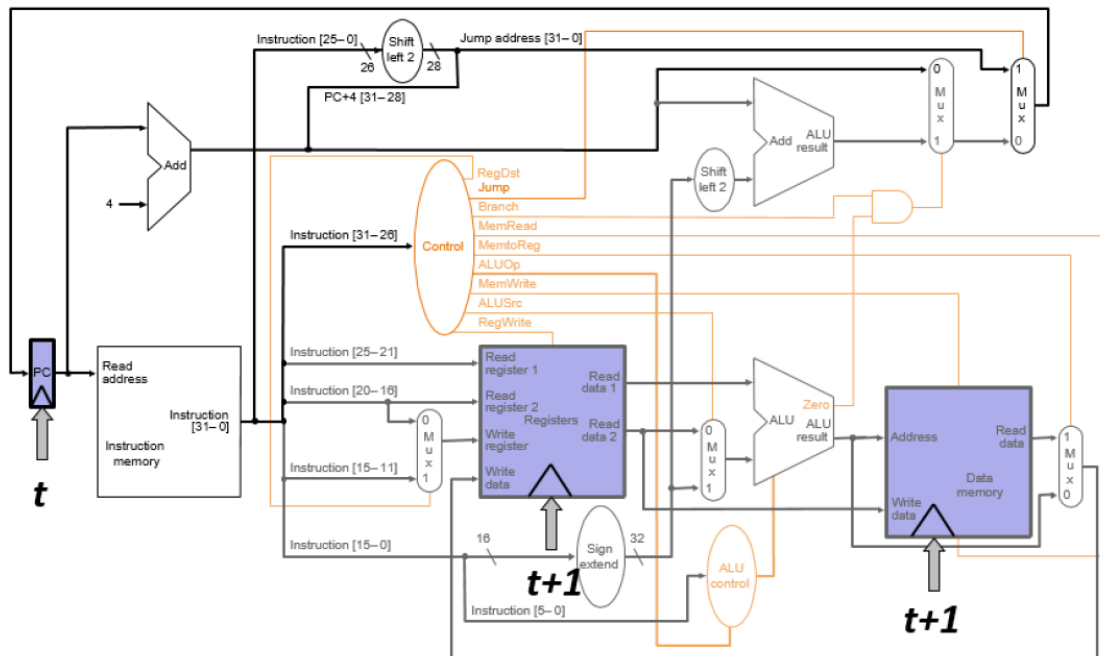 Instruction [25–0]
Shift
left 2
Jump address [31–0]
26
28
PC+4 [31–28]
Add
4
0
M
u
x
1
1
M
u
x
0
Add
ALU
result
Shift
left 2
RegDst
Jump
Branch
MemRead
MemtoReg
ALUOp
MemWrite
ALUSrc
RegWrite
Instruction [31–26]
Control
PC
Read
address
Instruction
[31–0]
Instruction
memory
Instruction [25–21]
Instruction [20–16]
Instruction [15–11]
0
M
u
x
1
Read
register 1
Read
register 2
Write
register
Write
data
Registers
Read
data 1
Read
data 2
0
M
u
x
1
ALU
Zero
ALU
result
Address
Write
data
Read
data
Data
memory
1
M
u
x
0
t
Instruction [15–0]
16
Sign
extend
32
Instruction [5–0]
ALU
control
t+1
t+1